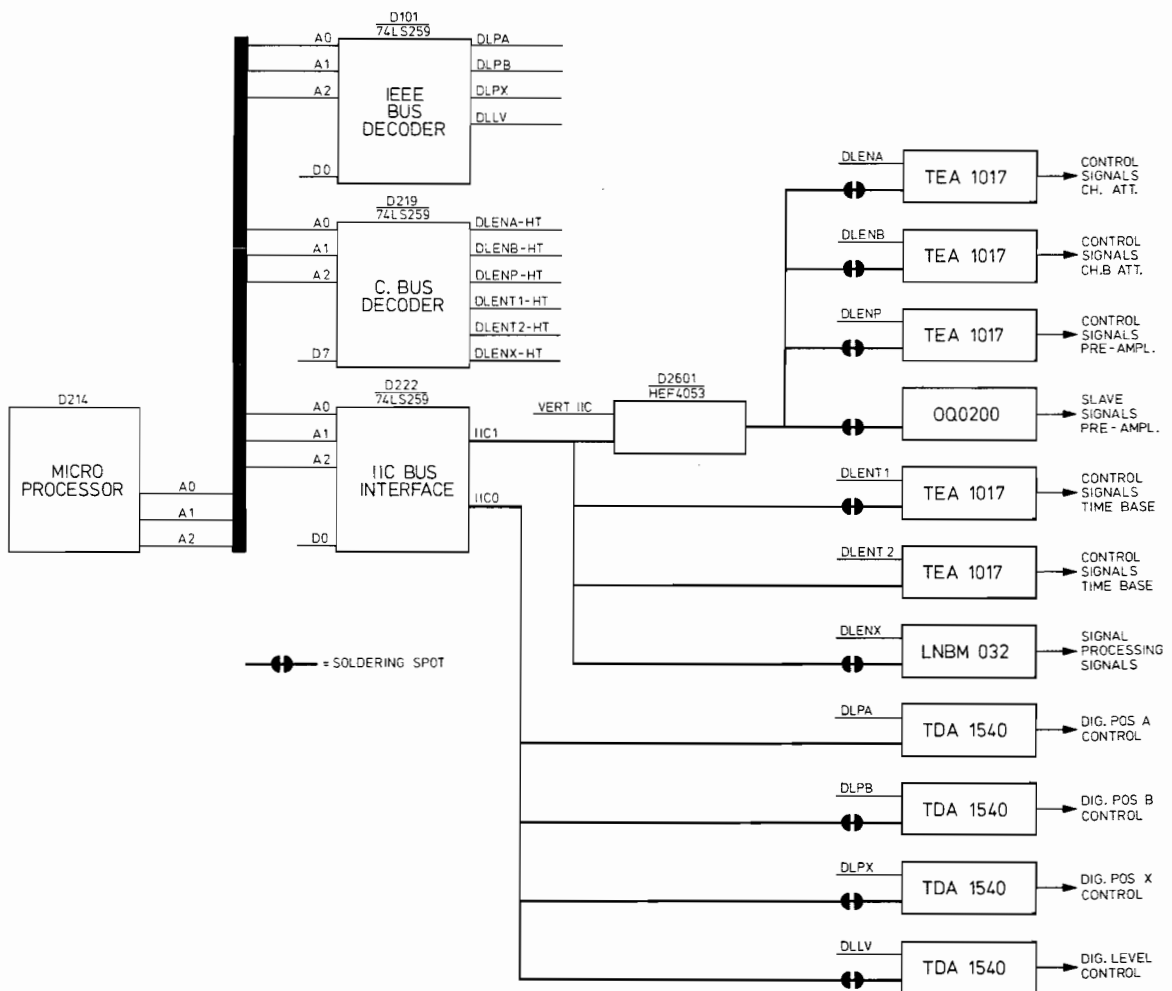 D101
74LS259
A0
A1
A2
D0
IEEE
BUS
DECODER
DLPA
DLPB
DLPX
DLLV
D219
74LS259
A0
A1
A2
D7
C. BUS
DECODER
DLENA-HT
DLENB-HT
DLENP-HT
DLENT1-HT
DLENT2-HT
DLENX-HT
D222
74LS259
A0
A1
A2
D0
IIC BUS
INTERFACE
IIC1
IIC0
D214
MICRO
PROCESSOR
A0
A1
A2
= SOLDERING SPOT
VERT IIC
D2601
HEF4053
DLENA
TEA 1017
CONTROL
SIGNALS
CH. ATT.
DLENB
TEA 1017
CONTROL
SIGNALS
CH.B ATT.
DLENP
TEA 1017
CONTROL
SIGNALS
PRE-AMPL.
OQ0200
SLAVE
SIGNALS
PRE-AMPL.
DLENT1
TEA 1017
CONTROL
SIGNALS
TIME BASE
DLENT2
TEA 1017
CONTROL
SIGNALS
TIME BASE
DLENX
LNBM 032
SIGNAL
PROCESSING
SIGNALS
DLPA
TDA 1540
DIG. POS A
CONTROL
DLPB
TDA 1540
DIG. POS B
CONTROL
DLPX
TDA 1540
DIG. POS X
CONTROL
DLLV
TDA 1540
DIG. LEVEL
CONTROL